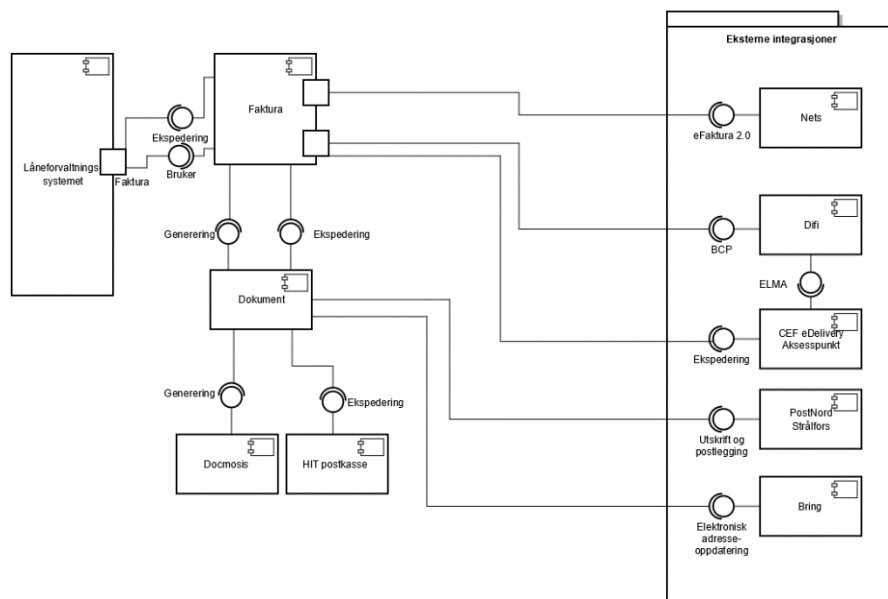 Eksterne integrasjoner
Faktura
Nets
eFaktura 2.0
Ekspedering
Låneforvaltnings
systemet
Faktura
Bruker
Difi
BCP
Generering
Ekspedering
ELMA
Dokument
CEF eDelivery
Aksesspunkt
Ekspedering
Generering
Ekspedering
PostNord
Strålfors
Utskrift og
postlegging
Docmosis
HIT postkasse
Bring
Elektronisk
adresse-
oppdatering